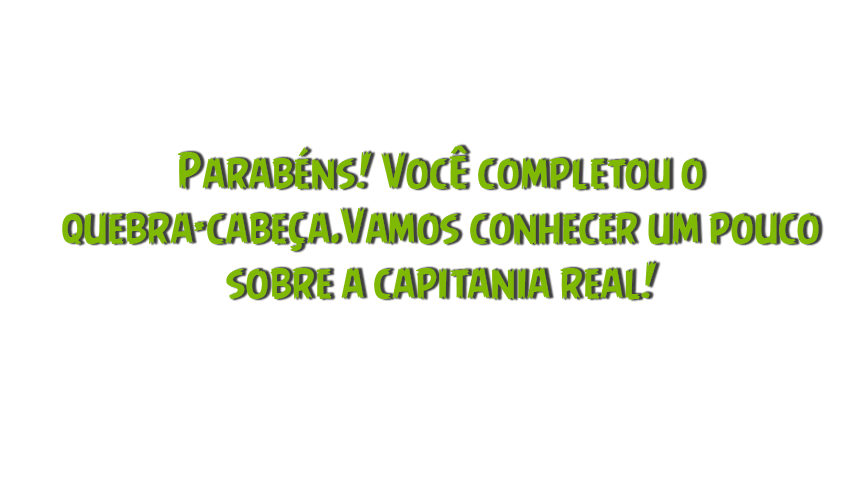 Parabéns! Você completou o
quebra-cabeça.Vamos conhecer um pouco
sobre a capitania real!